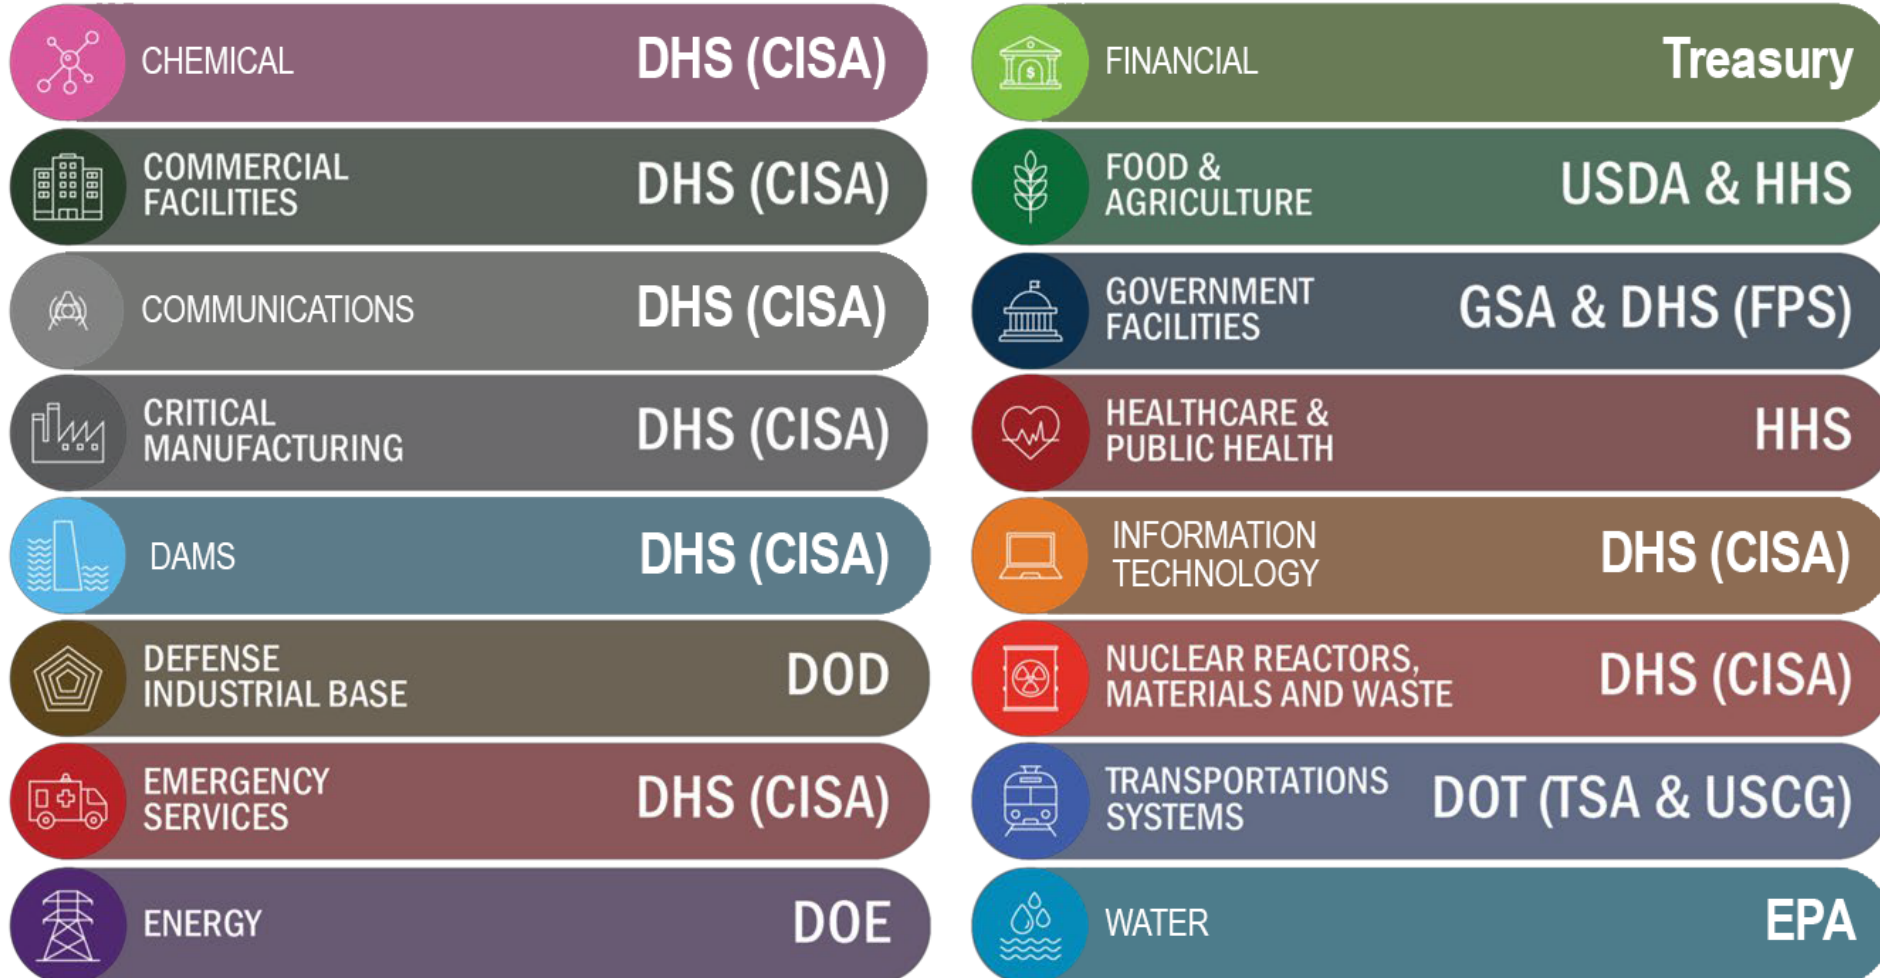 CHEMICAL
DHS (CISA)
COMMERCIAL
FACILITIES
DHS (CISA)
COMMUNICATIONS
DHS (CISA)
CRITICAL
MANUFACTURING
DHS (CISA)
DAMS
DHS (CISA)
DEFENSE
INDUSTRIAL BASE
DOD
EMERGENCY
SERVICES
DHS (CISA)
ENERGY
DOE
FINANCIAL
Treasury
FOOD &
AGRICULTURE
USDA & HHS
GOVERNMENT
FACILITIES
GSA & DHS (FPS)
HEALTHCARE &
PUBLIC HEALTH
HHS
INFORMATION
TECHNOLOGY
DHS (CISA)
NUCLEAR REACTORS,
MATERIALS AND WASTE
DHS (CISA)
TRANSPORTATIONS
SYSTEMS
DOT (TSA & USCG)
WATER
EPA